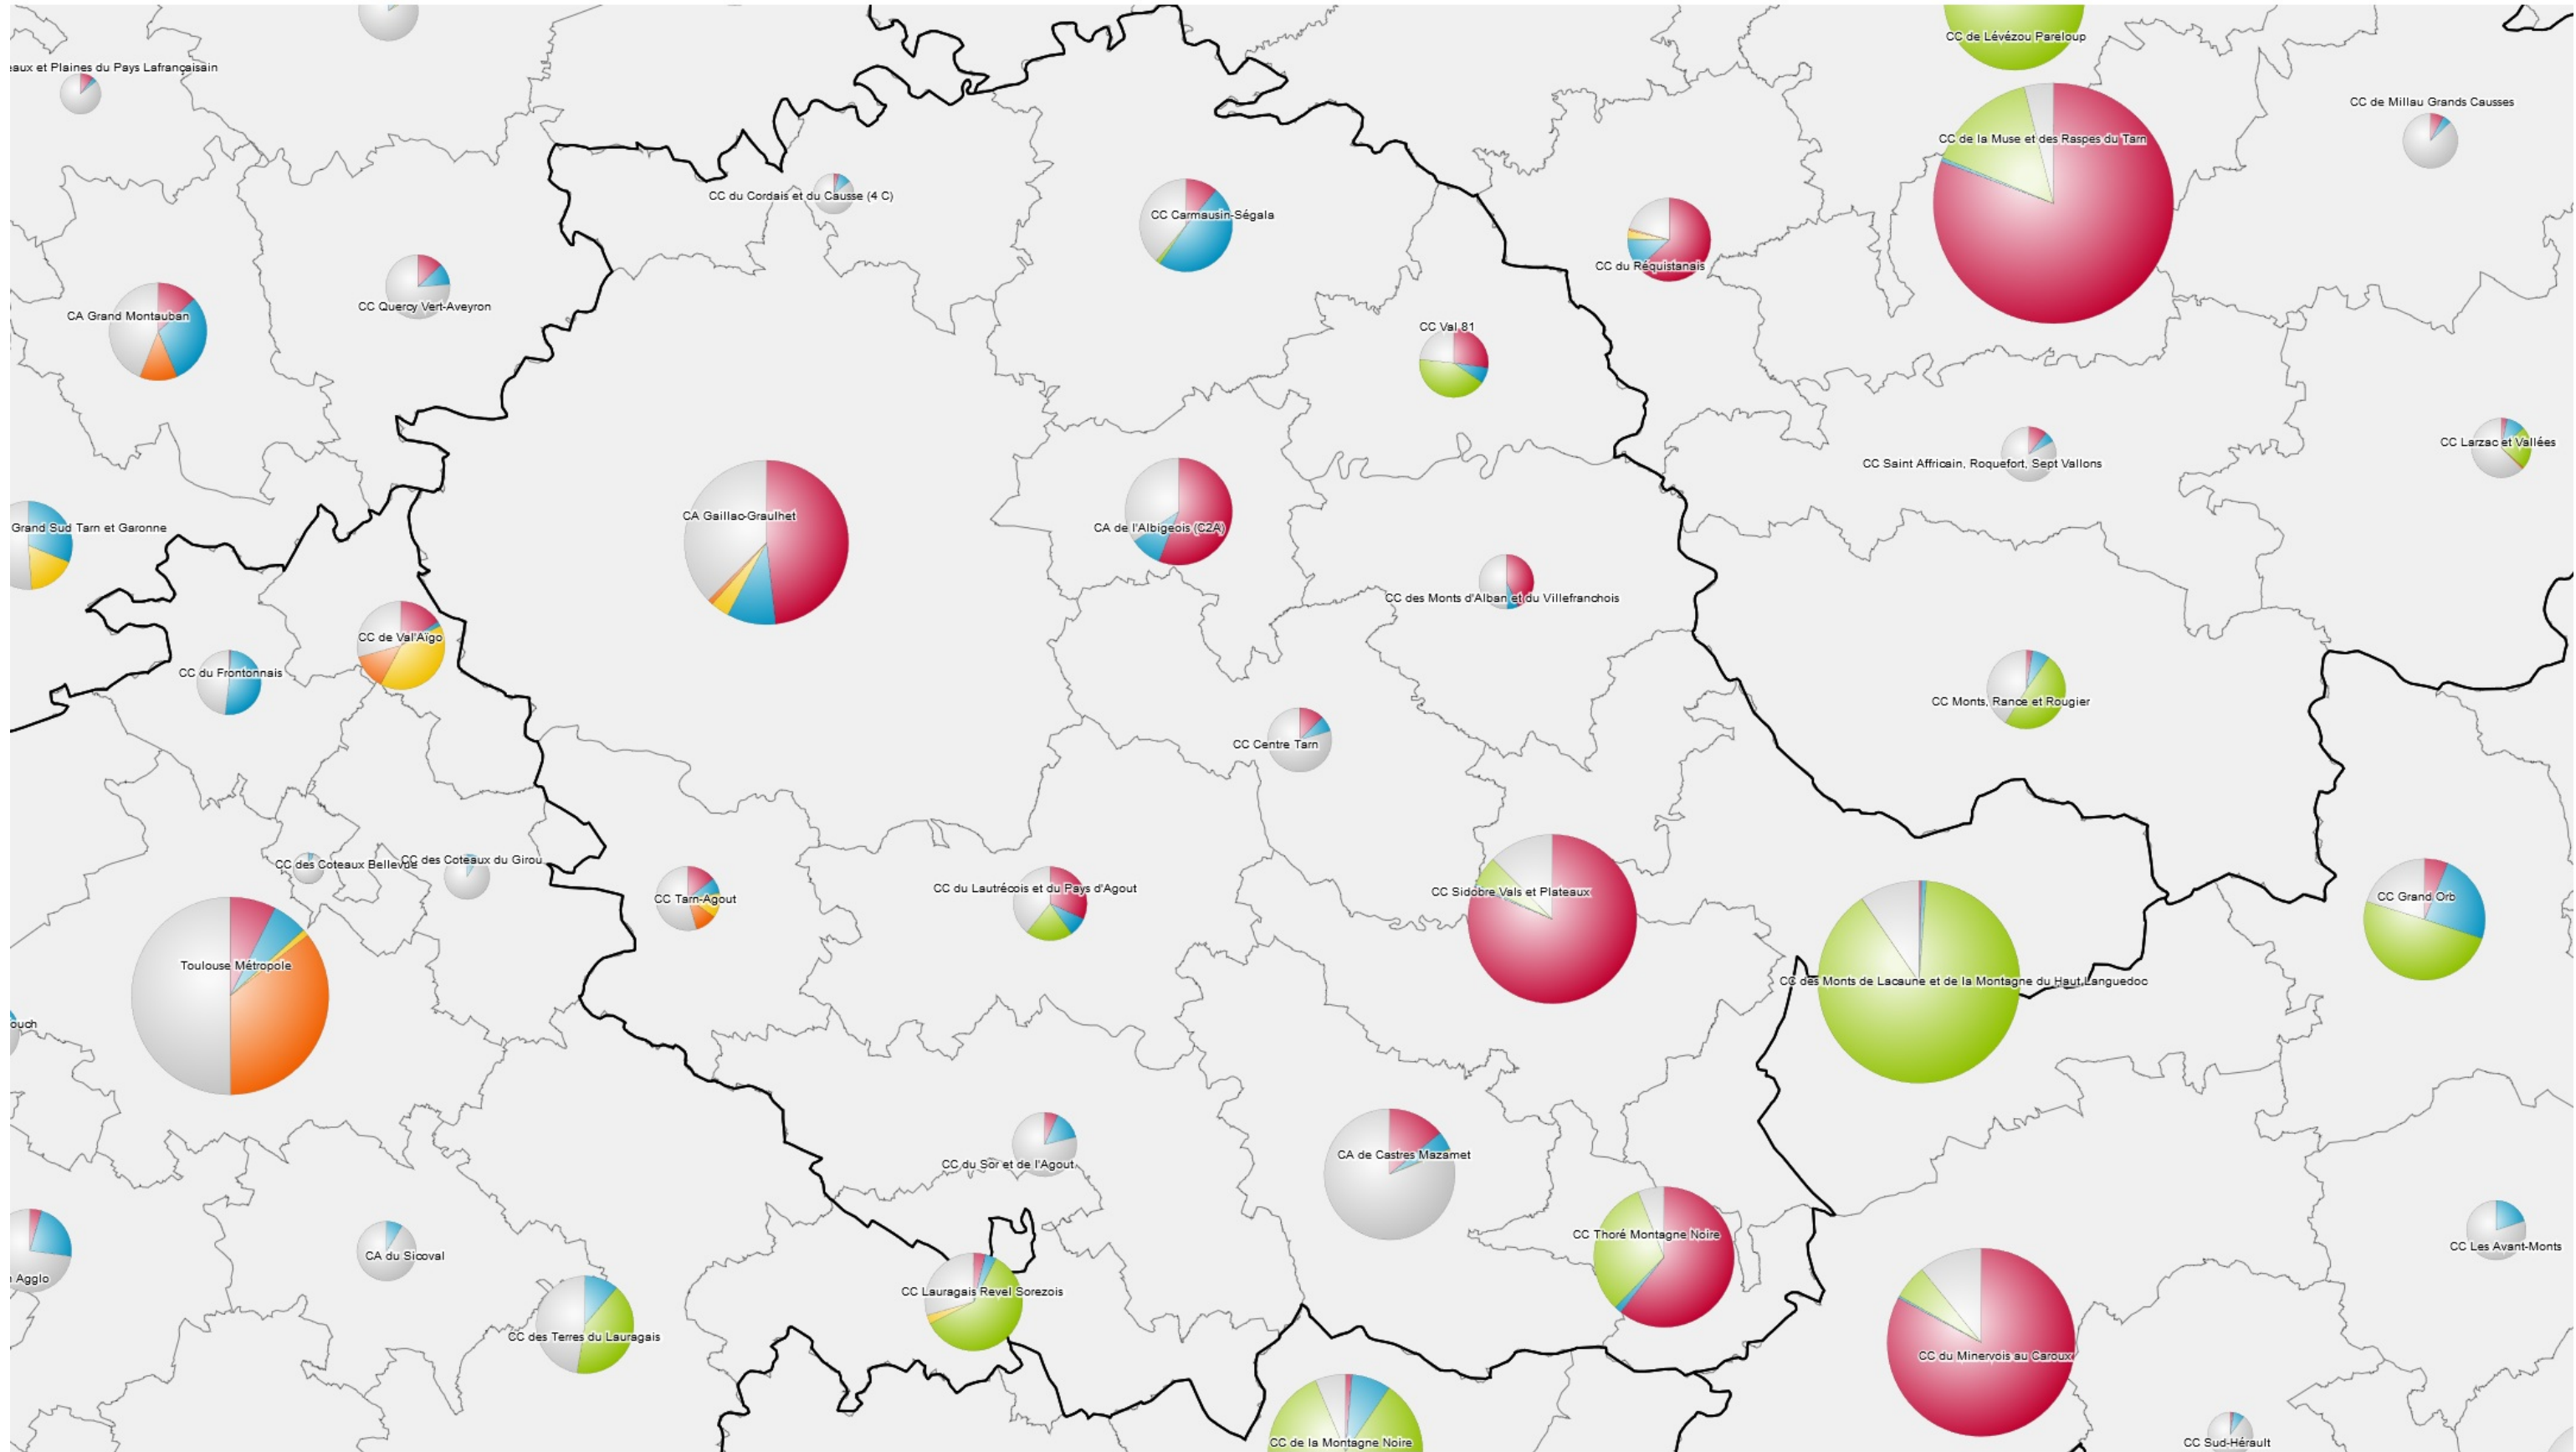 CC de Lévézou Pareloup
eaux et Plaines du Pays Lafrançaisain
CC de Millau Grands Causses
CC de la Muse et des Raspes du Tarn
CC du Cordais et du Causse (4 C)
CC Carmausin-Ségala
CC du Réquistanais
CC Quercy Vert-Aveyron
CA Grand Montauban
CC Val 81
CC Larzac et Vallées
CC Saint Affricain, Roquefort, Sept Vallons
CA Gaillac-Graulhet
CA de l'Albigeois (C2A)
Grand Sud Tarn et Garonne
CC des Monts d'Alban et du Villefranchois
CC de Val'Aïgo
CC du Frontonnais
CC Monts, Rance et Rougier
CC Centre Tarn
CC des Coteaux Bellevue
CC des Coteaux du Girou
CC Tarn-Agout
CC du Lautrécois et du Pays d'Agout
CC Sidobre Vals et Plateaux
CC Grand Orb
Toulouse Métropole
CC des Monts de Lacaune et de la Montagne du Haut Languedoc
ouch
CA de Castres Mazamet
CC du Sor et de l'Agout
CC Thoré Montagne Noire
CC Les Avant-Monts
CA du Sicoval
Agglo
CC Lauragais Revel Sorezois
CC des Terres du Lauragais
CC du Minervois au Caroux
CC de la Montagne Noire
CC Sud-Hérault